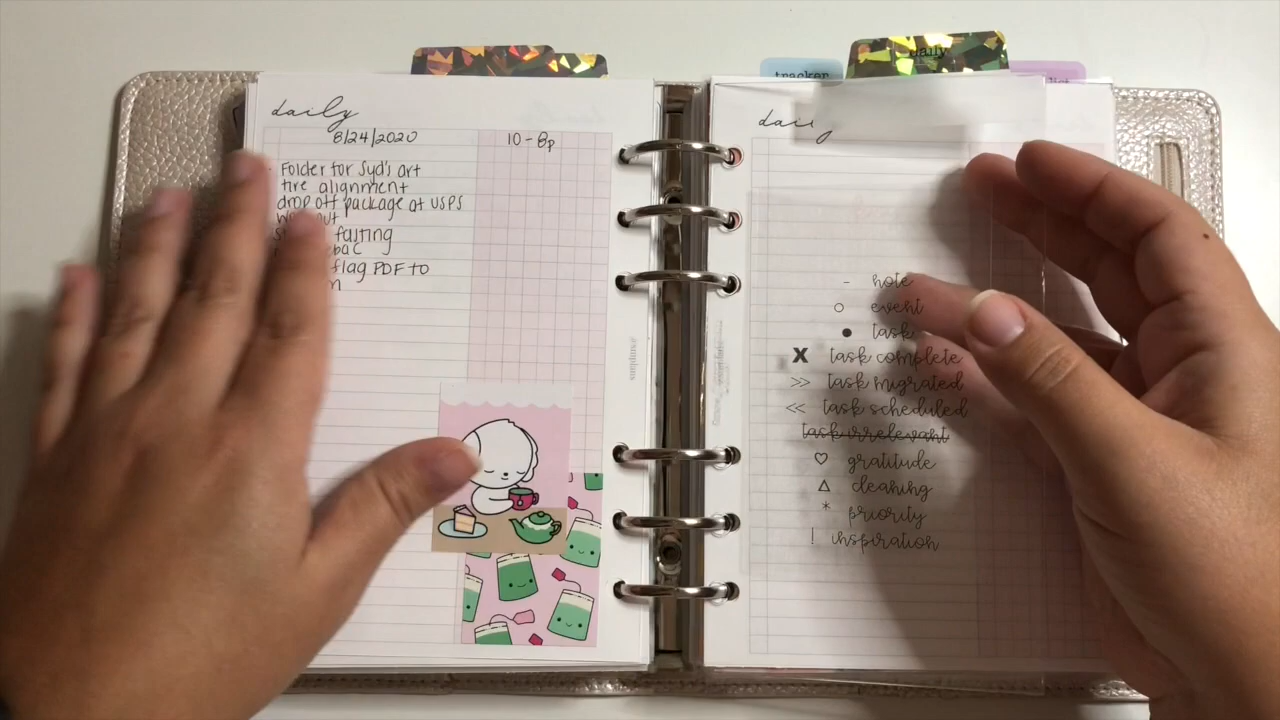 daily
8/24/2020
10 - 8p
Folder for Syd's art
tire alignment
drop off package at USPS
fasting
flag PDF to
tracker
daily
daily
- note
○ event
● task
X task complete
>> task migrated
<< task scheduled
task irrelevant
♡ gratitude
△ cleaning
* priority
! inspiration